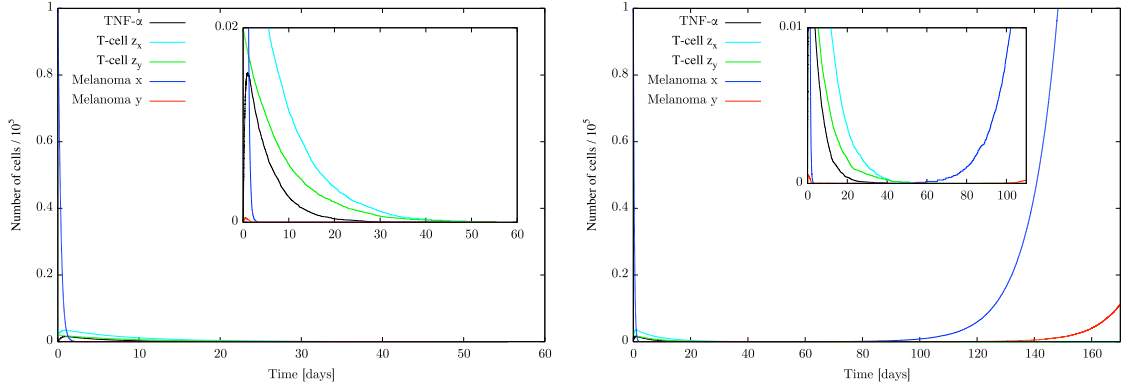 TNF-α
T-cell zx
T-cell zy
Melanoma x
Melanoma y
Number of cells / 10^5
1
0.8
0.6
0.4
0.2
0
0 10 20 30 40 50 60
Time [days]
0.02
0
0 10 20 30 40 50 60
TNF-α
T-cell zx
T-cell zy
Melanoma x
Melanoma y
Number of cells / 10^5
1
0.8
0.6
0.4
0.2
0
0 20 40 60 80 100 120 140 160
Time [days]
0.01
0
0 20 40 60 80 100